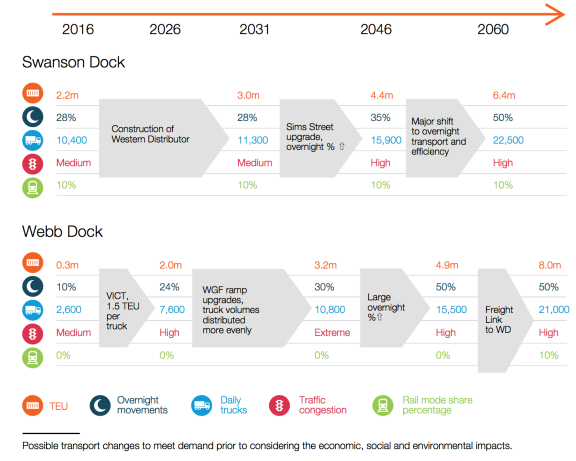 2016 2026 2031 2046 2060
Swanson Dock
2.2m 3.0m 4.4m 6.4m
28% 28% 35% 50%
10,400 11,300 15,900 22,500
Medium Medium High High
10% 10% 10% 10%
Construction of
Western Distributor
Sims Street
upgrade,
overnight % ⇧
Major shift
to overnight
transport and
efficiency
Webb Dock
0.3m 2.0m 3.2m 4.9m 8.0m
10% 24% 30% 50% 50%
2,600 7,600 10,800 15,500 21,000
Medium High Extreme High High
0% 0% 0% 0% 10%
VICT,
1.5 TEU
per
truck
WGF ramp
upgrades,
truck volumes
distributed
more evenly
Large
overnight
%⇧
Freight
Link
to WD
TEU
Overnight
movements
Daily
trucks
Traffic
congestion
Rail mode share
percentage
Possible transport changes to meet demand prior to considering the economic, social and environmental impacts.